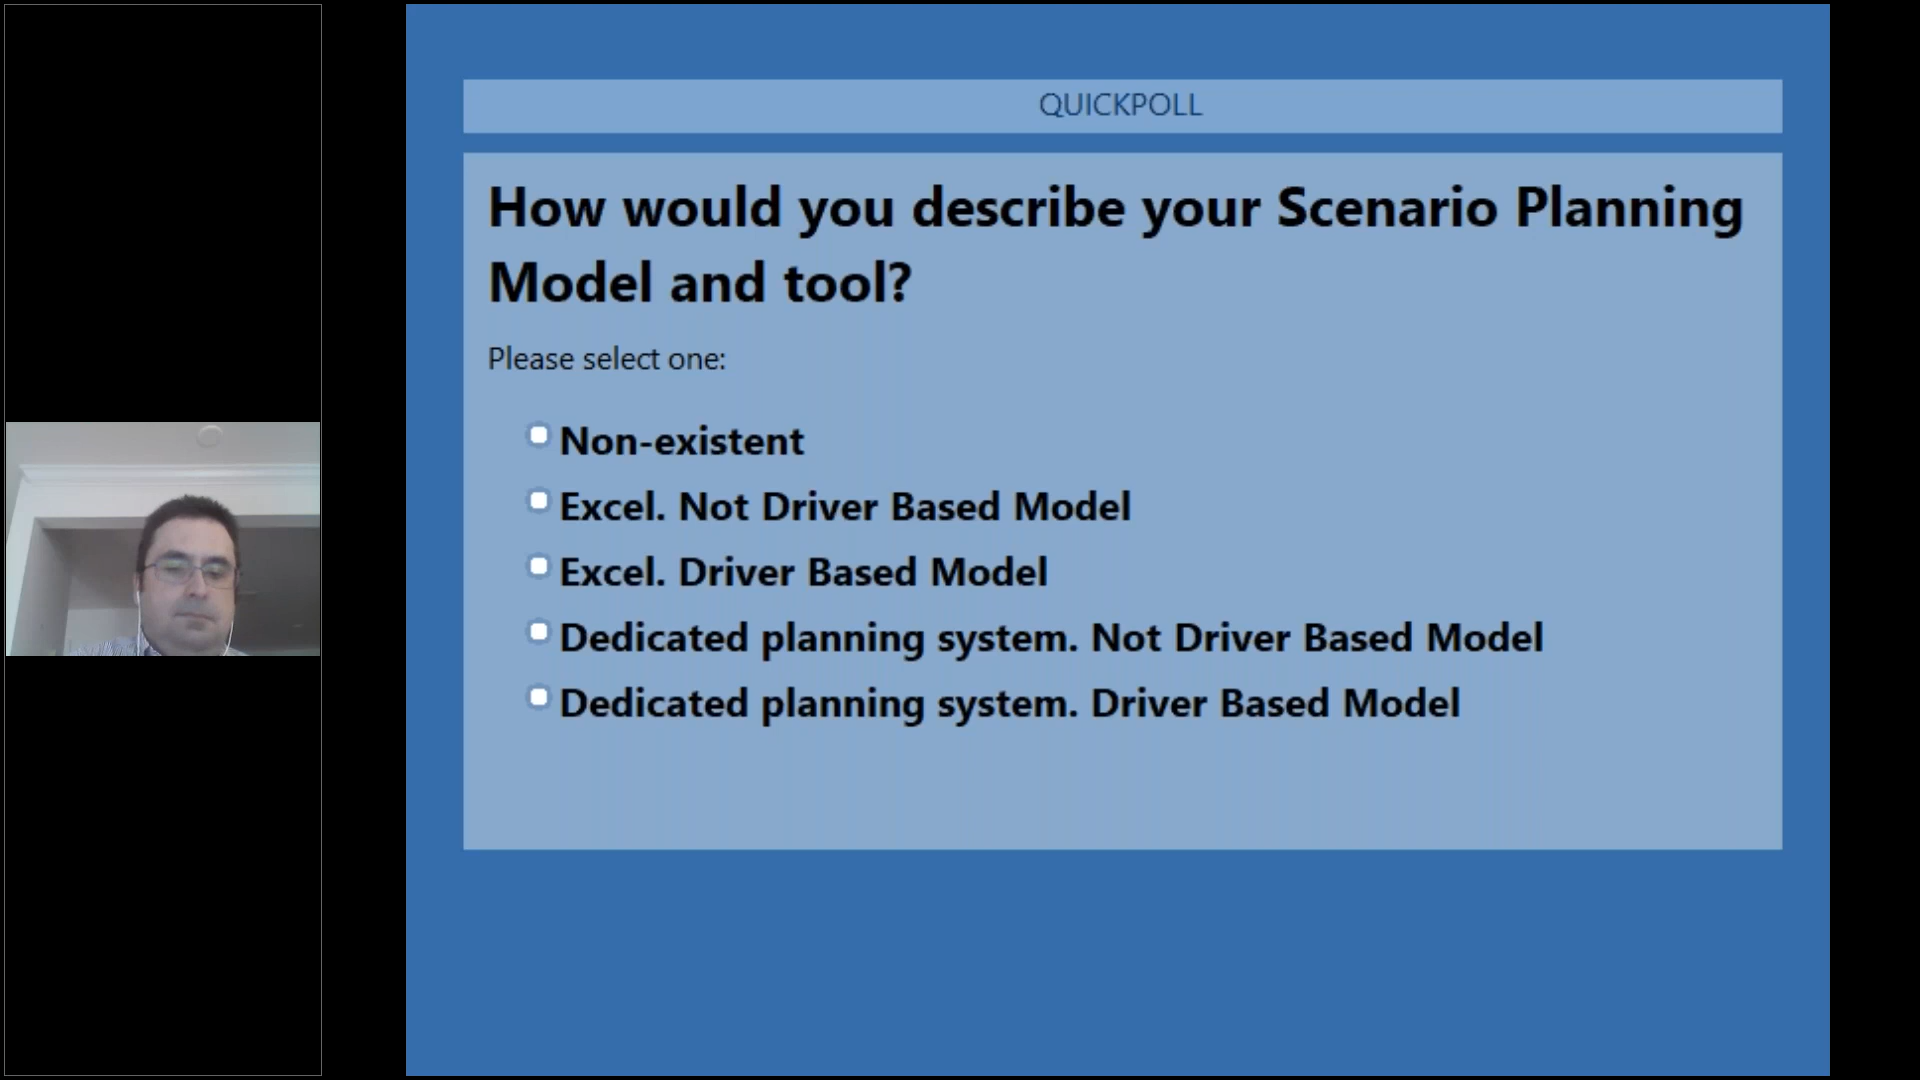 QUICKPOLL
How would you describe your Scenario Planning
Model and tool?
Please select one:
Non-existent
Excel. Not Driver Based Model
Excel. Driver Based Model
Dedicated planning system. Not Driver Based Model
Dedicated planning system. Driver Based Model